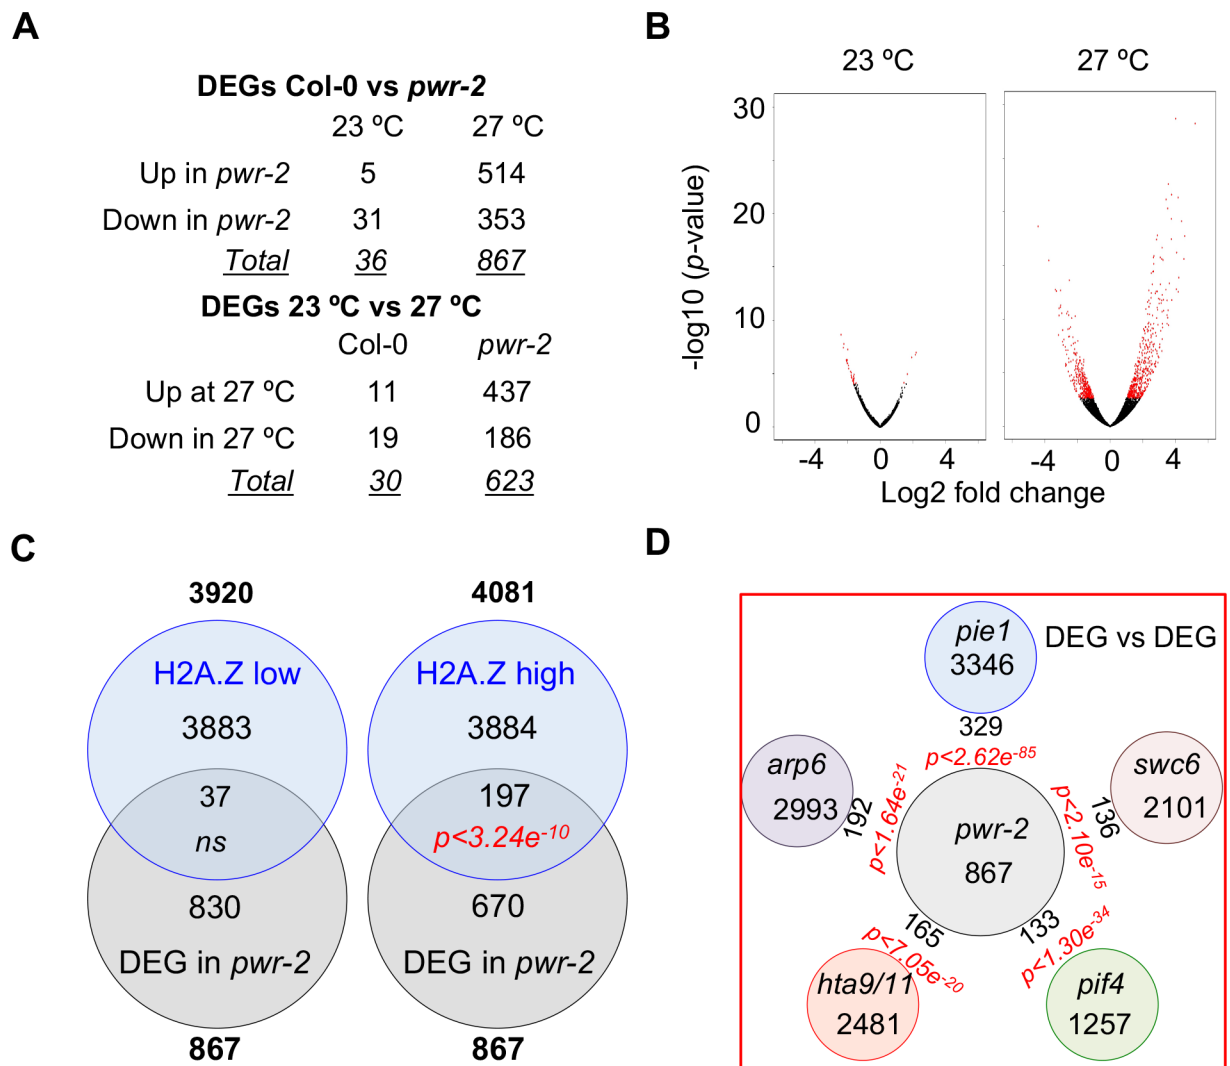 A
DEGs Col-0 vs pwr-2
23 ºC 27 ºC
Up in pwr-2 5 514
Down in pwr-2 31 353
Total 36 867
DEGs 23 ºC vs 27 ºC
Col-0 pwr-2
Up at 27 ºC 11 437
Down in 27 ºC 19 186
Total 30 623
B
23 ºC 27 ºC
-log10 (p-value)
30
20
10
0
-4 0 4 -4 0 4
Log2 fold change
C
3920 4081
H2A.Z low H2A.Z high
3883 3884
37 197
ns p<3.24e-10
830 670
DEG in pwr-2 DEG in pwr-2
867 867
D
DEG vs DEG
pie1
3346
329
p<2.62e-85
arp6
2993
192
p<1.64e-21
swc6
2101
136
p<2.10e-15
pwr-2
867
165
p<7.05e-20
133
p<1.30e-34
hta9/11
2481
pif4
1257